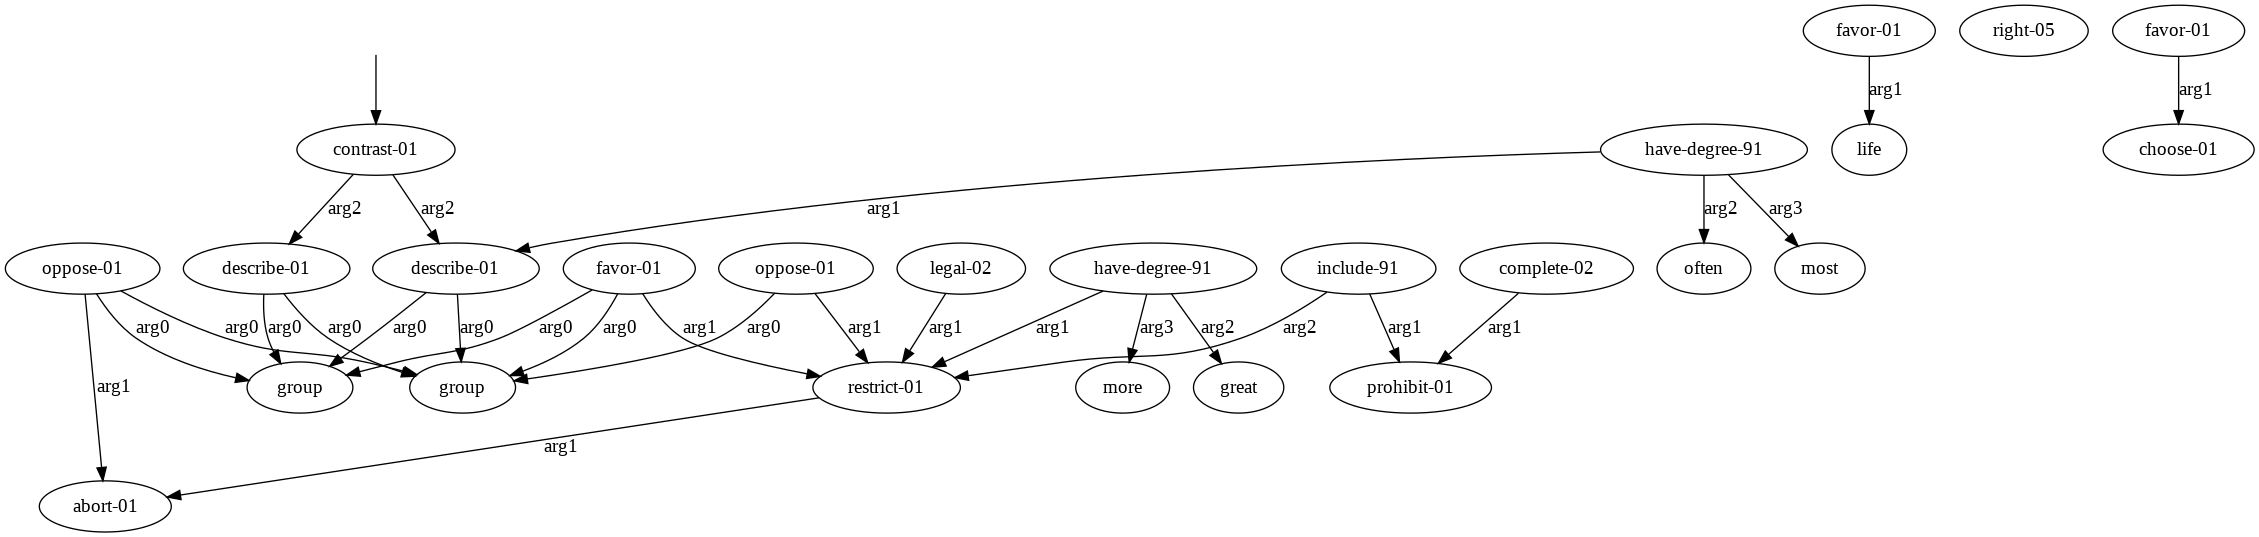 favor-01 right-05 favor-01
arg1 arg1
contrast-01 have-degree-91 life choose-01
arg2 arg2 arg1 arg2 arg3
oppose-01 describe-01 describe-01 favor-01 oppose-01 legal-02 have-degree-91 include-91 complete-02 often most
arg0 arg0 arg0 arg0 arg0 arg0 arg0 arg0 arg1 arg0 arg1 arg1 arg1 arg3 arg2 arg2 arg1 arg1
arg1 group group restrict-01 more great prohibit-01
arg1
abort-01